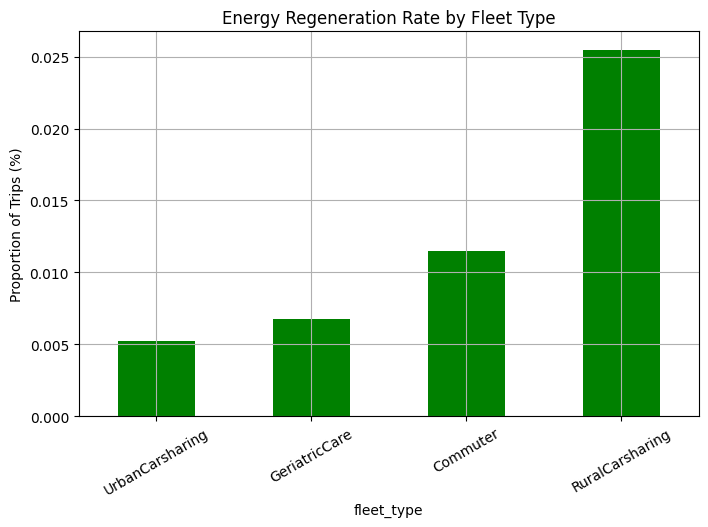 Energy Regeneration Rate by Fleet Type
Proportion of Trips (%)
0.025
0.020
0.015
0.010
0.005
0.000
UrbanCarsharing
GeriatricCare
Commuter
RuralCarsharing
fleet_type